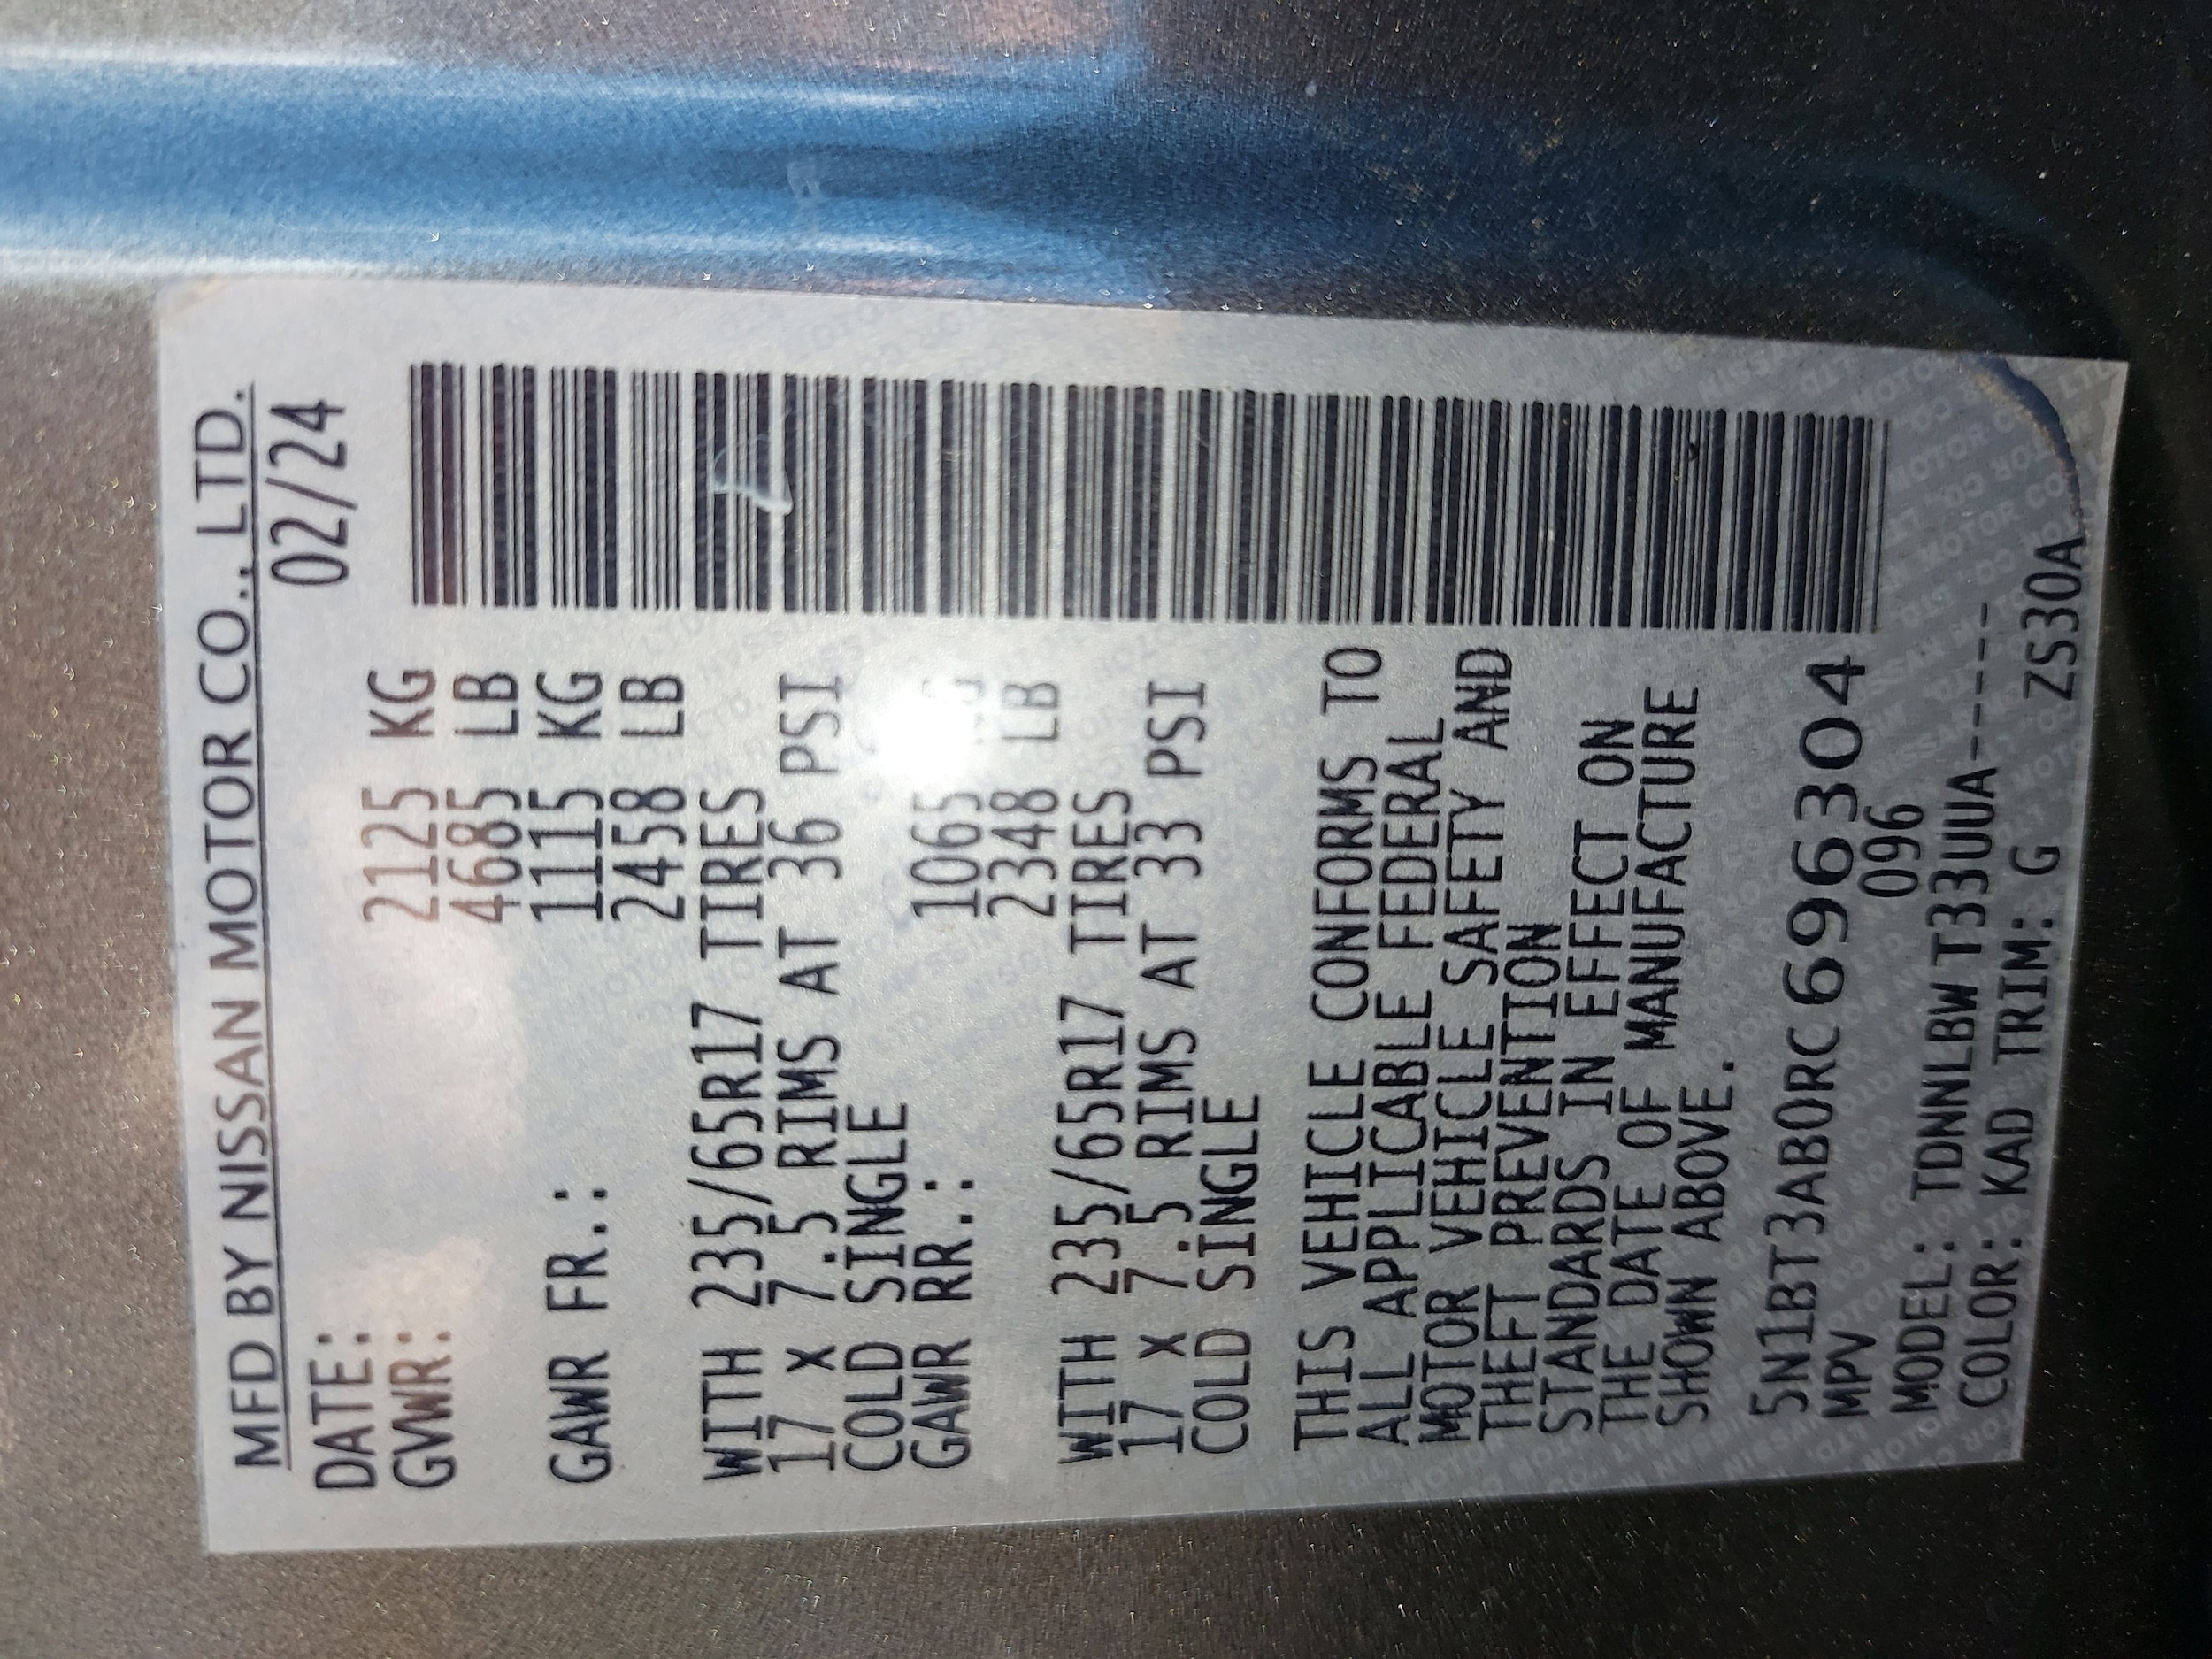 MFD BY NISSAN MOTOR CO., LTD.
DATE: 02/24
GVWR: 2125 KG
4685 LB
GAWR FR.: 1115 KG
2458 LB
WITH 235/65R17 TIRES
17 x 7.5 RIMS AT 36 PSI
COLD SINGLE
GAWR RR.: 1065
2348 LB
WITH 235/65R17 TIRES
17 x 7.5 RIMS AT 33 PSI
COLD SINGLE
THIS VEHICLE CONFORMS TO
ALL APPLICABLE FEDERAL
MOTOR VEHICLE SAFETY AND
THEFT PREVENTION
STANDARDS IN EFFECT ON
THE DATE OF MANUFACTURE
SHOWN ABOVE.
5N1BT3AB0RC696304
MPV 096
MODEL: TDNNLBW T33UUA------
COLOR: KAD TRIM: G ZS30A